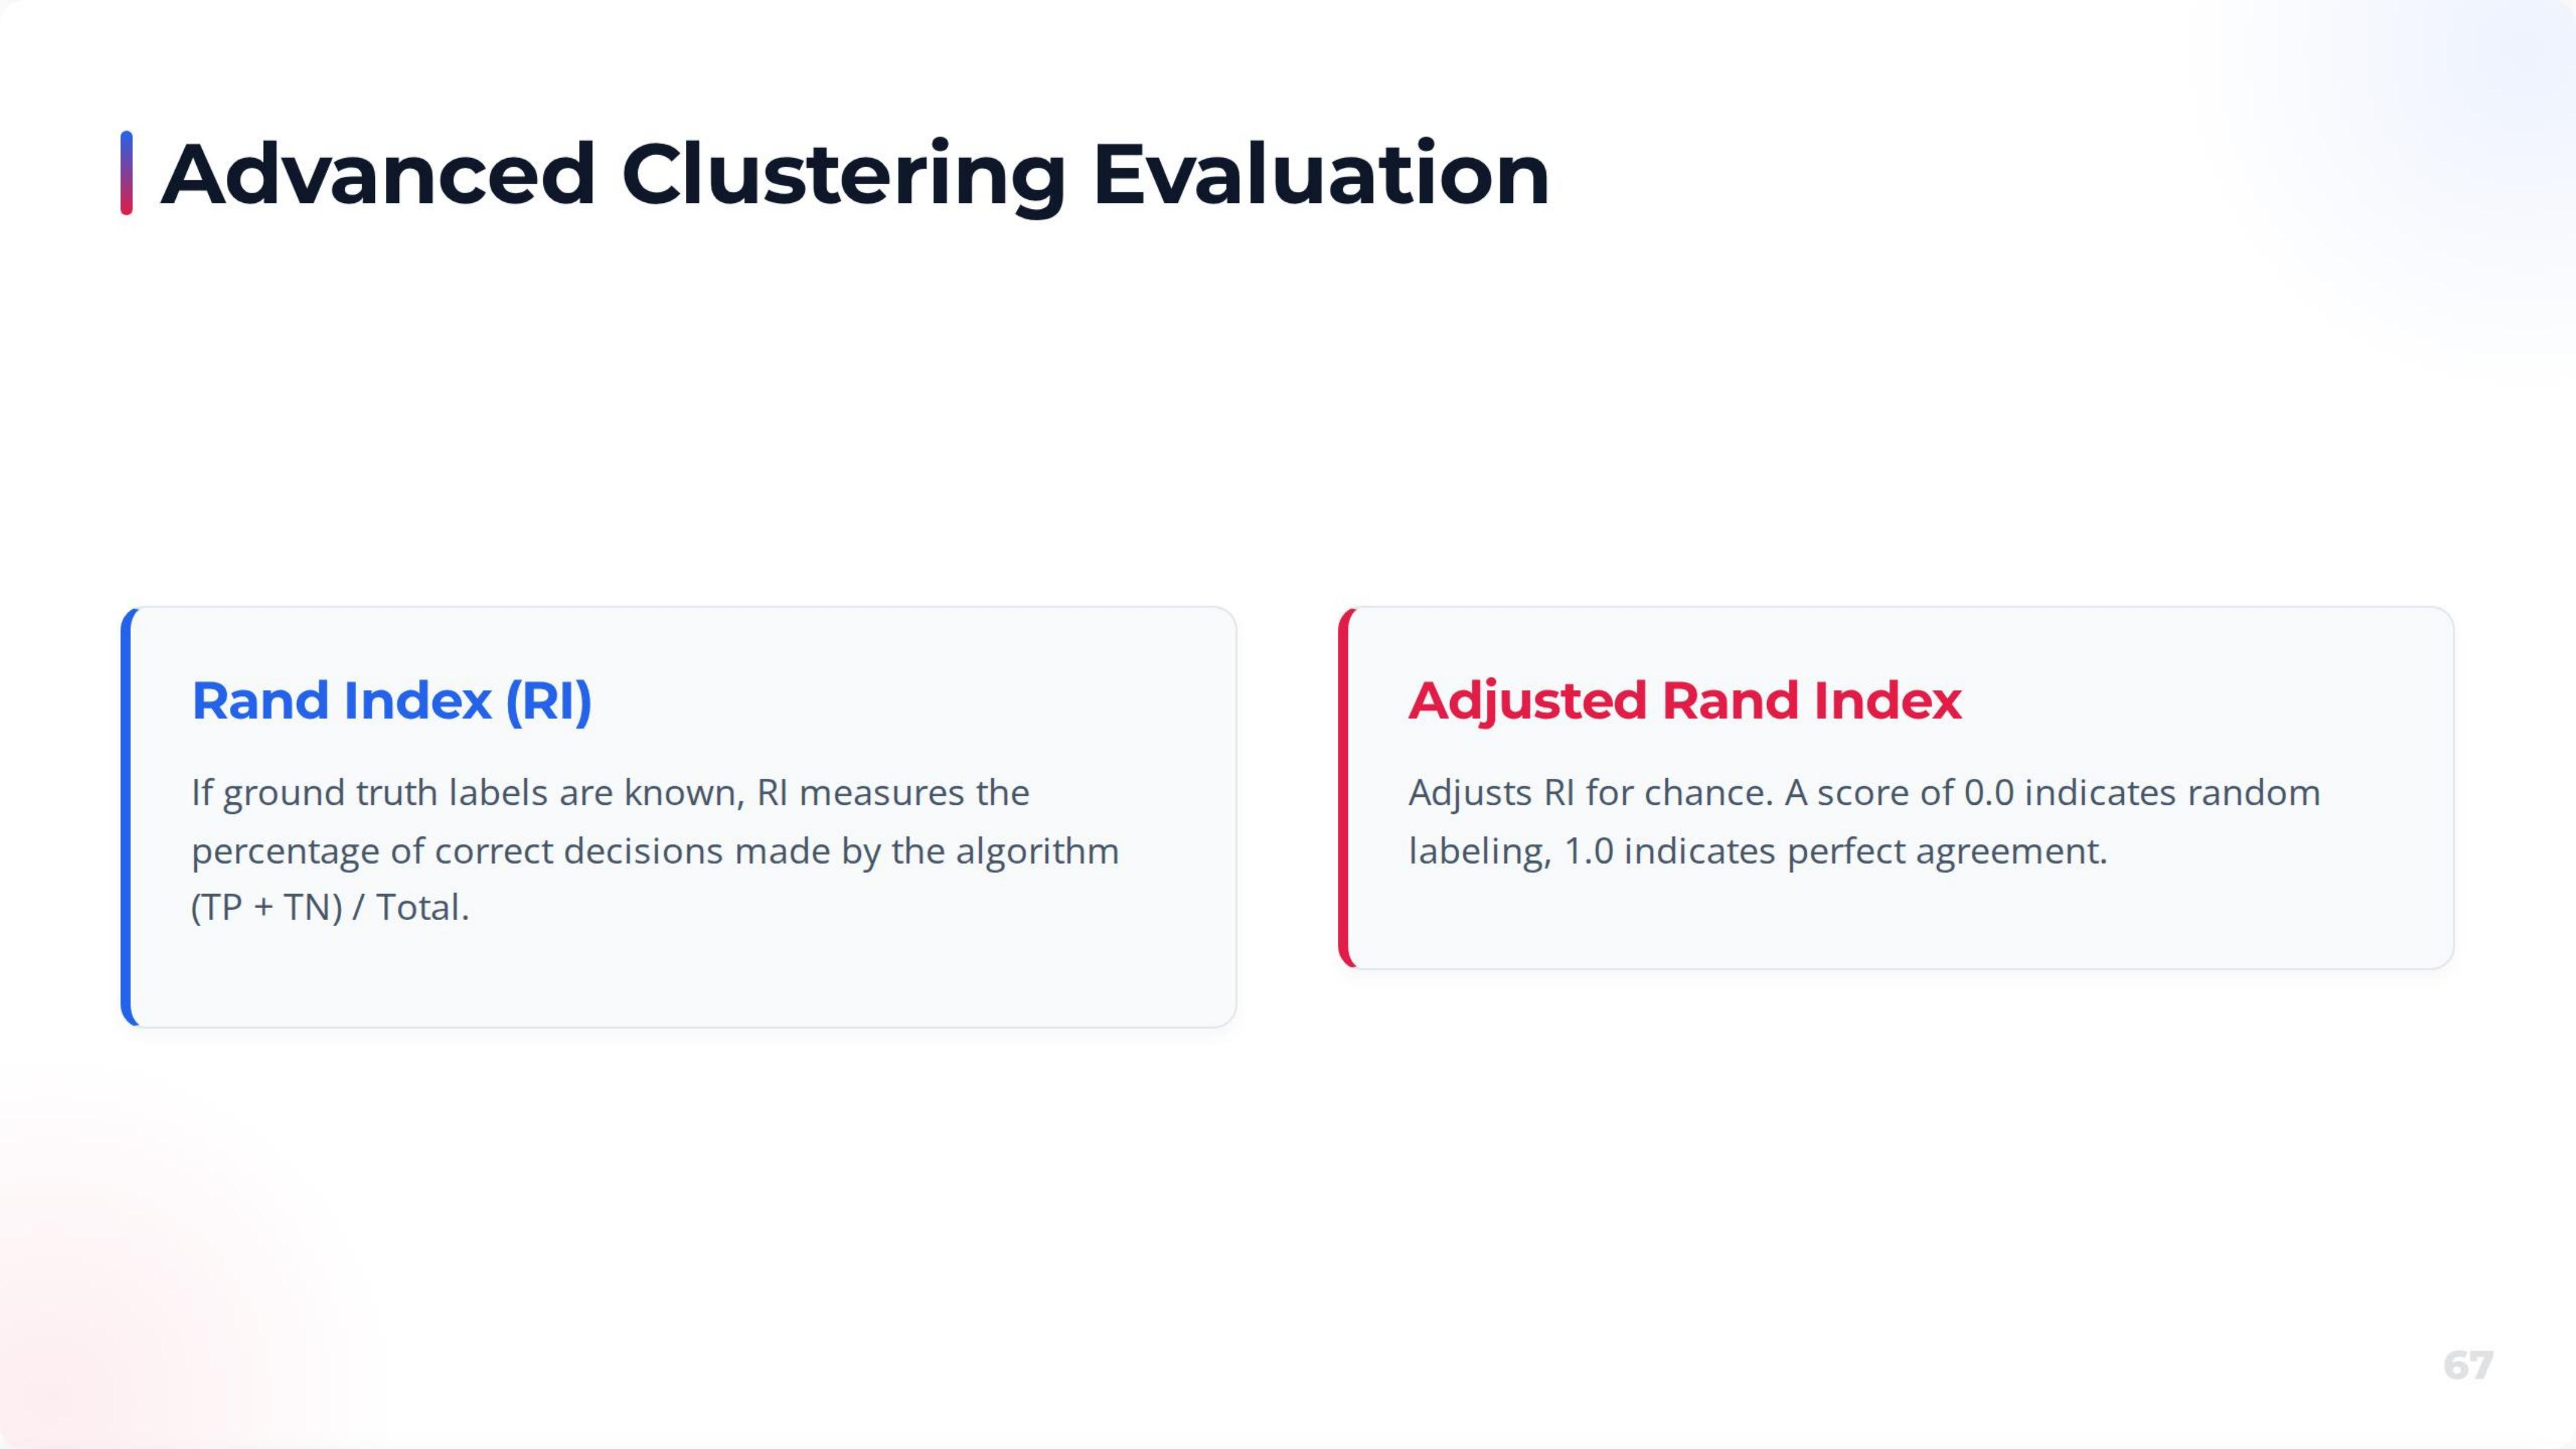 Advanced Clustering Evaluation
Rand Index (RI)
If ground truth labels are known, RI measures the
percentage of correct decisions made by the algorithm
(TP + TN) / Total.
Adjusted Rand Index
Adjusts RI for chance. A score of 0.0 indicates random
labeling, 1.0 indicates perfect agreement.
67